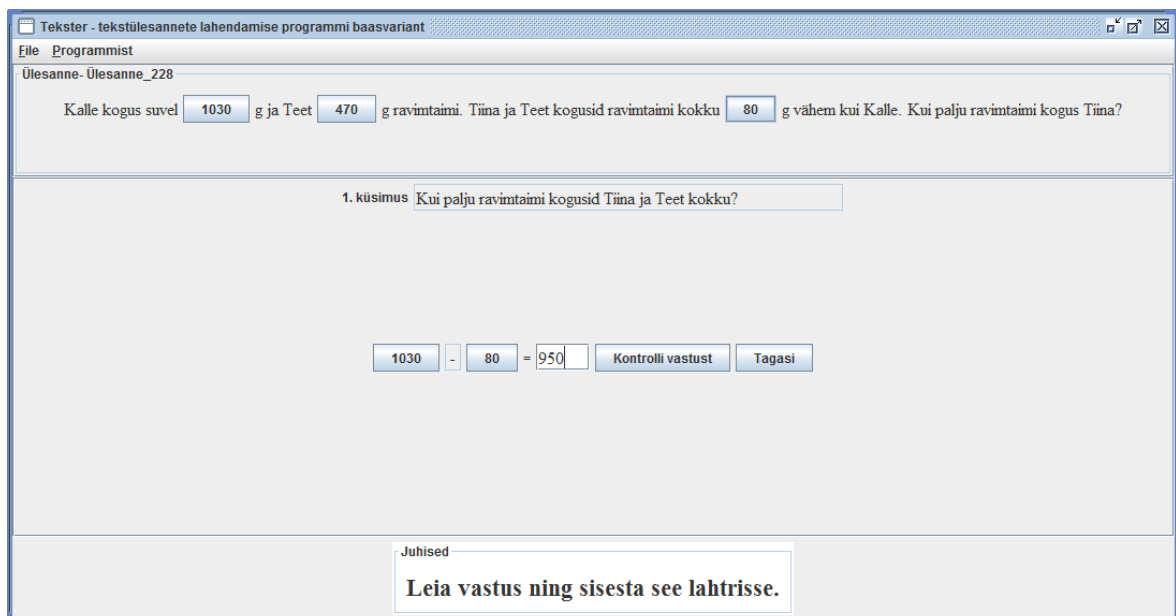 Tekster - tekstülesannete lahendamise programmi baasvariant
File Programmist
Ülesanne- Ülesanne_228
Kalle kogus suvel 1030 g ja Teet 470 g ravimtaimi. Tiina ja Teet kogusid ravimtaimi kokku 80 g vähem kui Kalle. Kui palju ravimtaimi kogus Tiina?
1. küsimus Kui palju ravimtaimi kogusid Tiina ja Teet kokku?
1030 - 80 = 950 Kontrolli vastust Tagasi
Juhised
Leia vastus ning sisesta see lahtrisse.